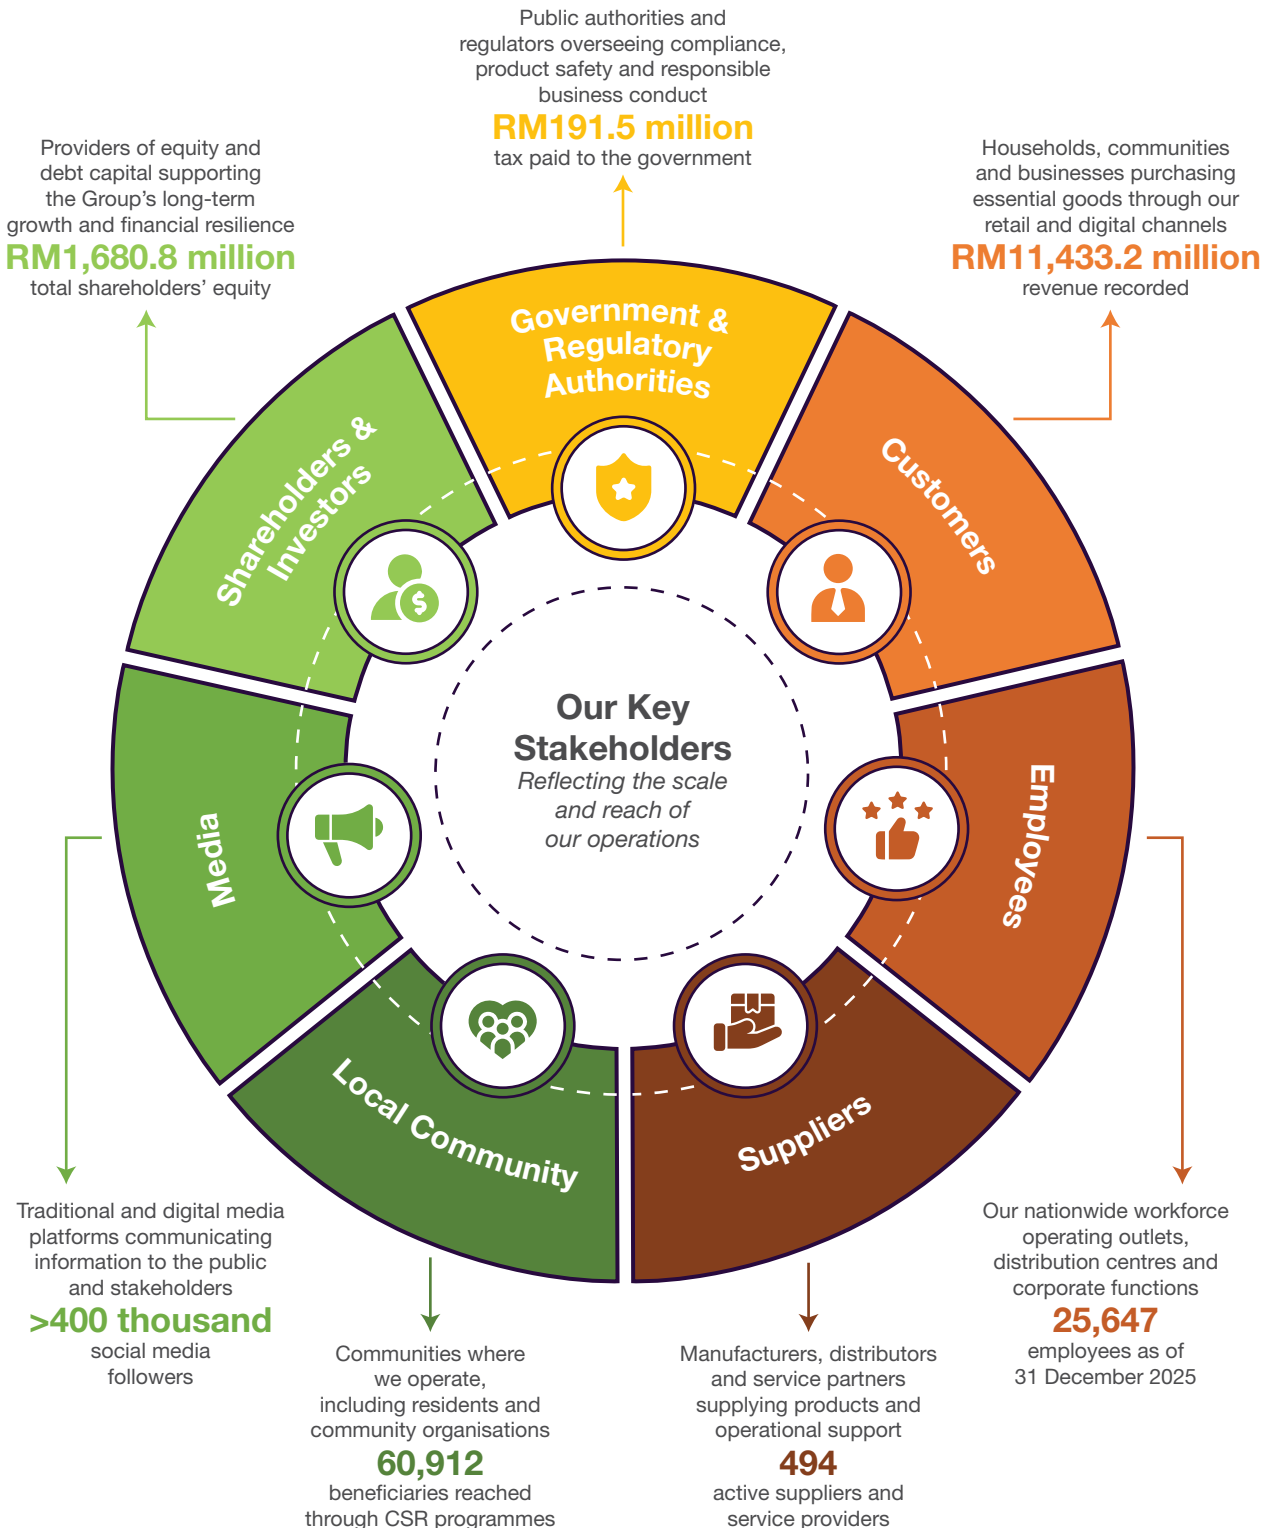 Public authorities and
regulators overseeing compliance,
product safety and responsible
business conduct
RM191.5 million
tax paid to the government
Providers of equity and
debt capital supporting
the Group's long-term
growth and financial resilience
RM1,680.8 million
total shareholders' equity
Households, communities
and businesses purchasing
essential goods through our
retail and digital channels
RM11,433.2 million
revenue recorded
Government &
Regulatory
Authorities
Shareholders &
Investors
Customers
$
Our Key
Stakeholders
Reflecting the scale
and reach of
our operations
Media
Employees
Local Community
Suppliers
Traditional and digital media
platforms communicating
information to the public
and stakeholders
>400 thousand
social media
followers
Communities where
we operate,
including residents and
community organisations
60,912
beneficiaries reached
through CSR programmes
Manufacturers, distributors
and service partners
supplying products and
operational support
494
active suppliers and
service providers
Our nationwide workforce
operating outlets,
distribution centres and
corporate functions
25,647
employees as of
31 December 2025